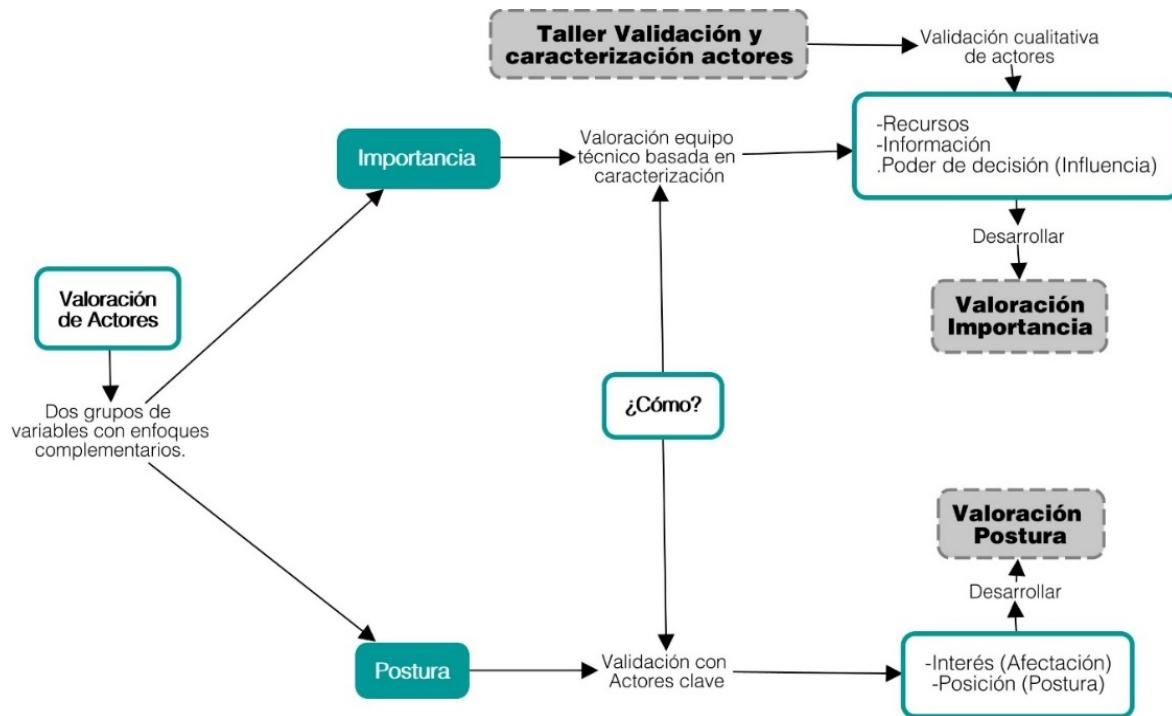 Taller Validación y
caracterización actores
Validación cualitativa
de actores
Importancia
Valoración equipo
técnico basada en
caracterización
-Recursos
-Información
.Poder de decisión (Influencia)
Desarrollar
Valoración
Importancia
Valoración
de Actores
Dos grupos de
variables con enfoques
complementarios.
¿Cómo?
Valoración
Postura
Desarrollar
Postura
Validación con
Actores clave
-Interés (Afectación)
-Posición (Postura)